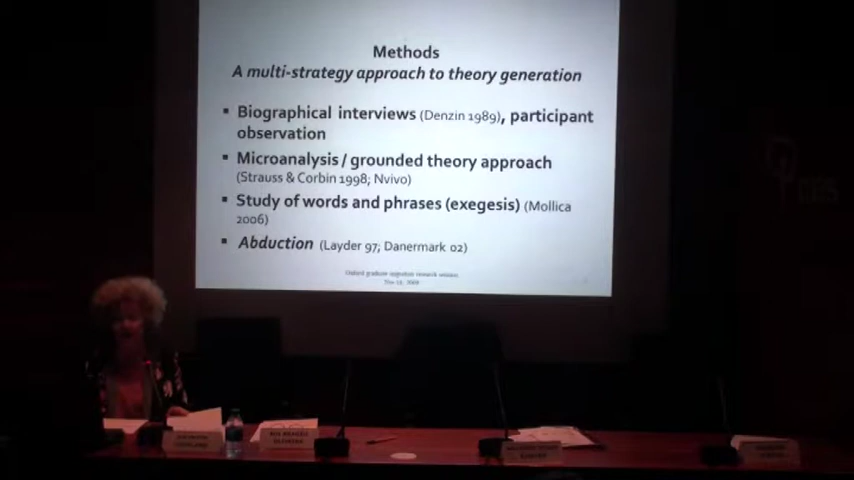 Methods
A multi-strategy approach to theory generation
▪ Biographical interviews (Denzin 1989), participant
observation
▪ Microanalysis / grounded theory approach
(Strauss & Corbin 1998; Nvivo)
▪ Study of words and phrases (exegesis) (Mollica
2006)
▪ Abduction (Layder 97; Danermark 02)
CES